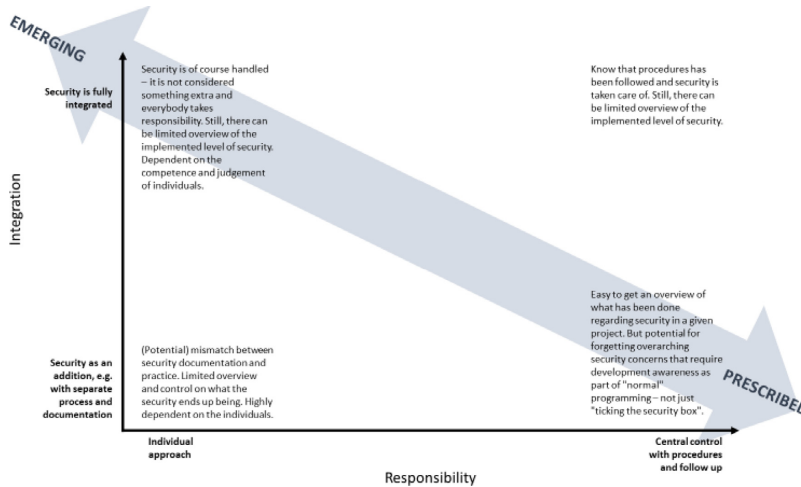 EMERGING
Security is fully
integrated
Security is of course handled
– it is not considered
something extra and
everybody takes
responsibility. Still, there can
be limited overview of the
implemented level of security.
Dependent on the
competence and judgement
of individuals.
Know that procedures has
been followed and security is
taken care of. Still, there can
be limited overview of the
implemented level of security.
Integration
Security as an
addition, e.g.
with separate
process and
documentation
(Potential) mismatch between
security documentation and
practice. Limited overview
and control on what the
security ends up being. Highly
dependent on the individuals.
Easy to get an overview of
what has been done
regarding security in a given
project. But potential for
forgetting overarching
security concerns that require
development awareness as
part of "normal"
programming – not just
"ticking the security box".
PRESCRIBED
Individual
approach
Central control
with procedures
and follow up
Responsibility